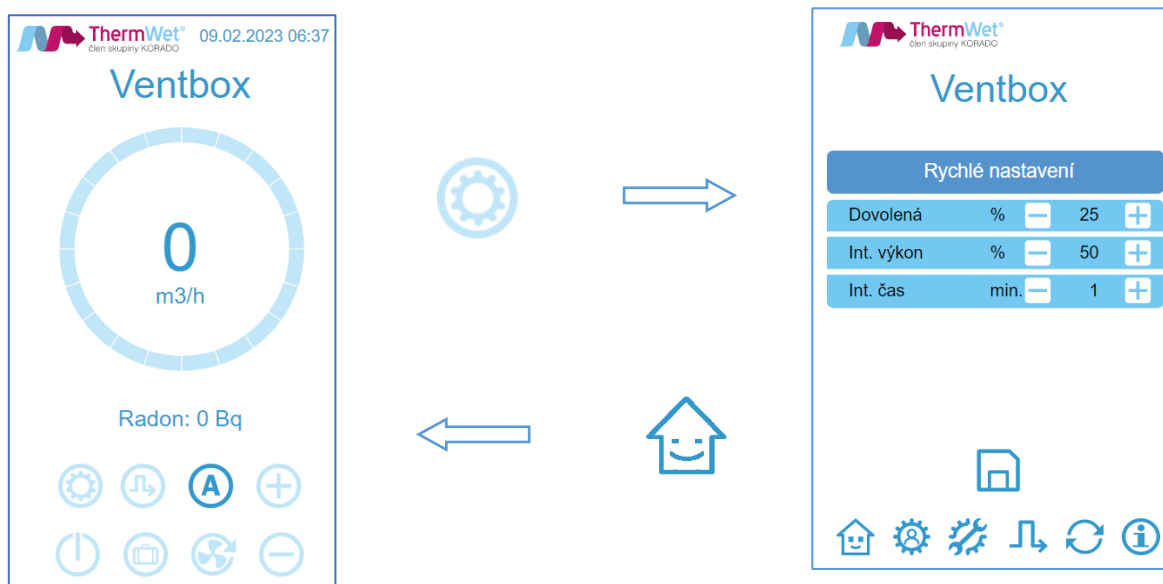 ThermWet®
člen skupiny KORADO
09.02.2023 06:37
Ventbox
0
m3/h
Radon: 0 Bq
A
ThermWet®
člen skupiny KORADO
Ventbox
Rychlé nastavení
Dovolená % 25
Int. výkon % 50
Int. čas min. 1